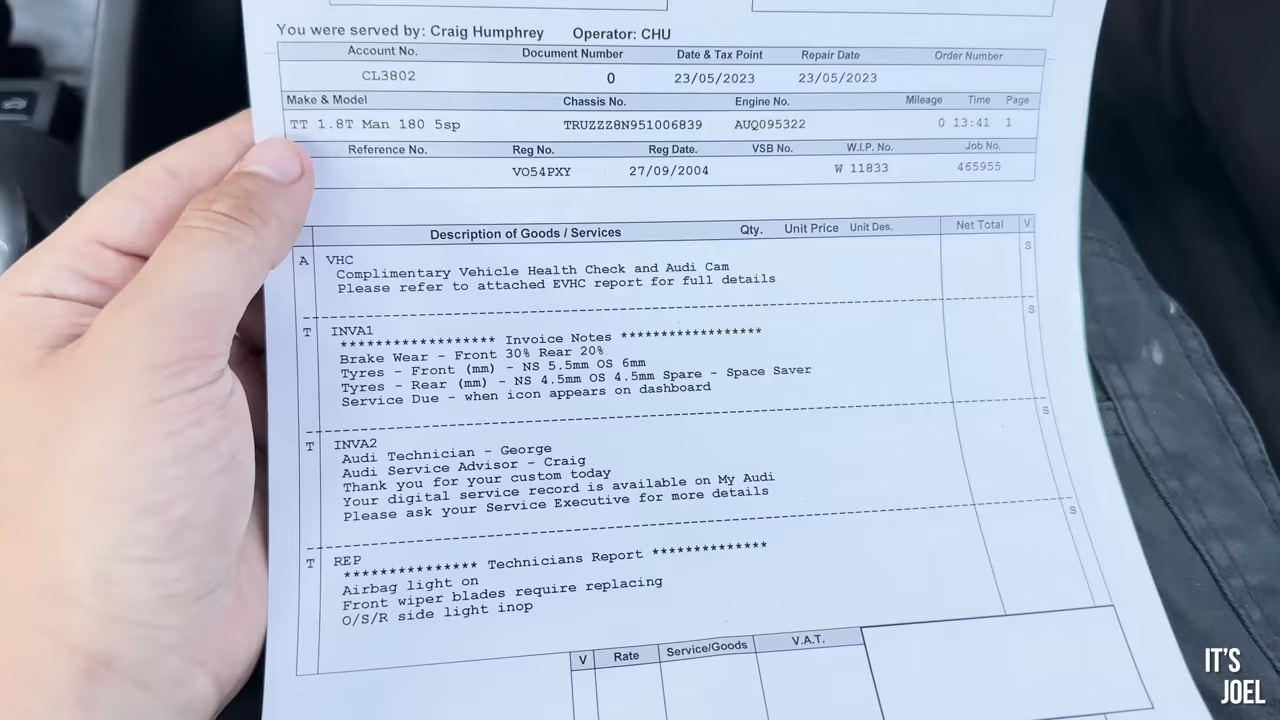 You were served by: Craig Humphrey Operator: CHU
Account No. Document Number Date & Tax Point Repair Date Order Number
CL3802 0 23/05/2023 23/05/2023
Make & Model Chassis No. Engine No. Mileage Time Page
TT 1.8T Man 180 5sp TRUZZZ8N951006839 AUQ095322 0 13:41 1
Reference No. Reg No. Reg Date. VSB No. W.I.P. No. Job No.
VO54PXY 27/09/2004 W 11833 465955
Description of Goods / Services Qty. Unit Price Unit Des. Net Total V
A VHC S
Complimentary Vehicle Health Check and Audi Cam
Please refer to attached EVHC report for full details
T INVA1 S
****************** Invoice Notes ******************
Brake Wear - Front 30% Rear 20%
Tyres - Front (mm) - NS 5.5mm OS 6mm
Tyres - Rear (mm) - NS 4.5mm OS 4.5mm Spare - Space Saver
Service Due - when icon appears on dashboard
T INVA2 S
Audi Technician - George
Audi Service Advisor - Craig
Thank you for your custom today
Your digital service record is available on My Audi
Please ask your Service Executive for more details
T REP S
*************** Technicians Report **************
Airbag light on
Front wiper blades require replacing
O/S/R side light inop
V Rate Service/Goods V.A.T.
IT'S
JOEL